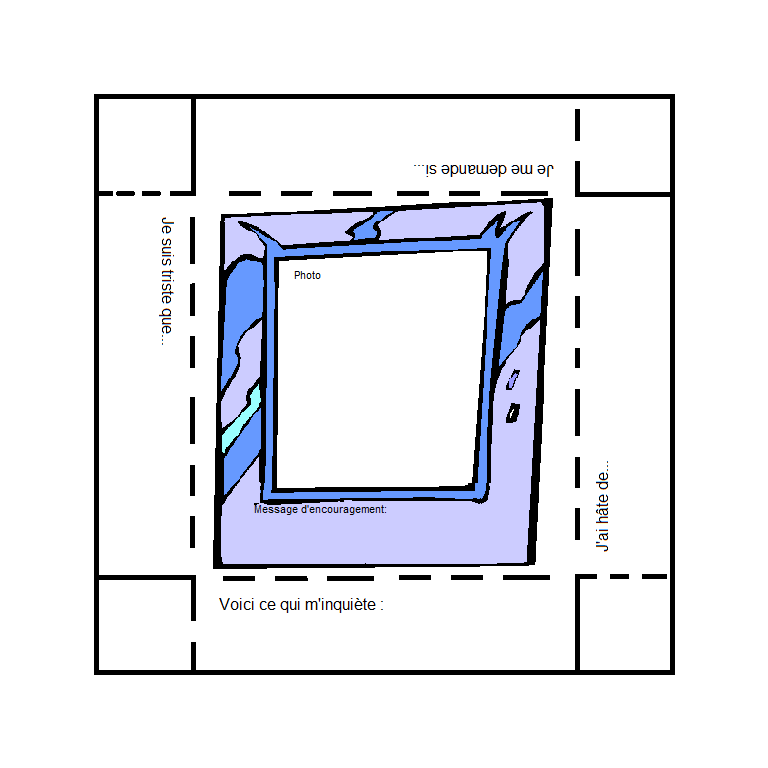 Je me demande si...
Je suis triste que...
Photo
J'ai hâte de...
Message d'encouragement:
Voici ce qui m'inquiète :